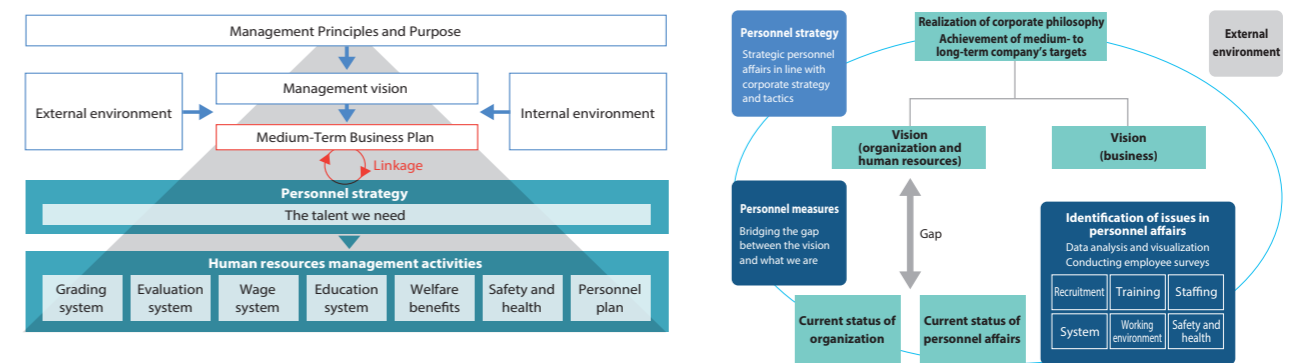 Management Principles and Purpose
External environment
Management vision
Internal environment
Medium-Term Business Plan
Linkage
Personnel strategy
The talent we need
Human resources management activities
Grading
system
Evaluation
system
Wage
system
Education
system
Welfare
benefits
Safety and
health
Personnel
plan
Personnel strategy
Strategic personnel
affairs in line with
corporate strategy
and tactics
Realization of corporate philosophy
Achievement of medium- to
long-term company's targets
External
environment
Vision
(organization and
human resources)
Vision
(business)
Personnel measures
Bridging the gap
between the vision
and what we are
Gap
Identification of issues in
personnel affairs
Data analysis and visualization
Conducting employee surveys
Recruitment
Training
Staffing
System
Working
environment
Safety and
health
Current status of
organization
Current status of
personnel affairs